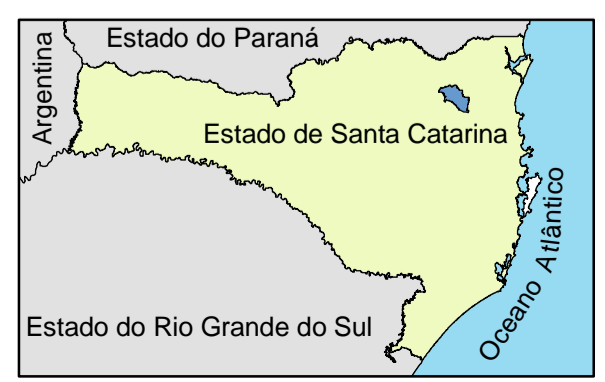 Estado do Paraná
Argentina
Estado de Santa Catarina
Oceano Atlântico
Estado do Rio Grande do Sul